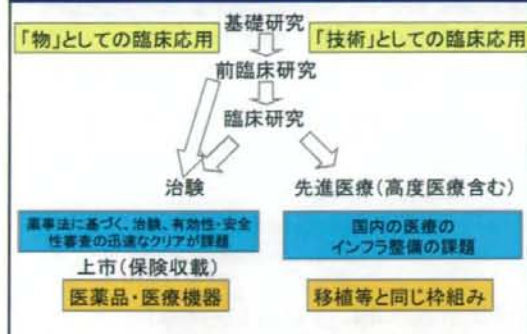 基礎研究
「物」としての臨床応用
「技術」としての臨床応用
前臨床研究
臨床研究
治験
先進医療(高度医療含む)
薬事法に基づく、治験、有効性・安全
性審査の迅速なクリアが課題
国内の医療の
インフラ整備の課題
上市(保険収載)
医薬品・医療機器
移植等と同じ枠組み